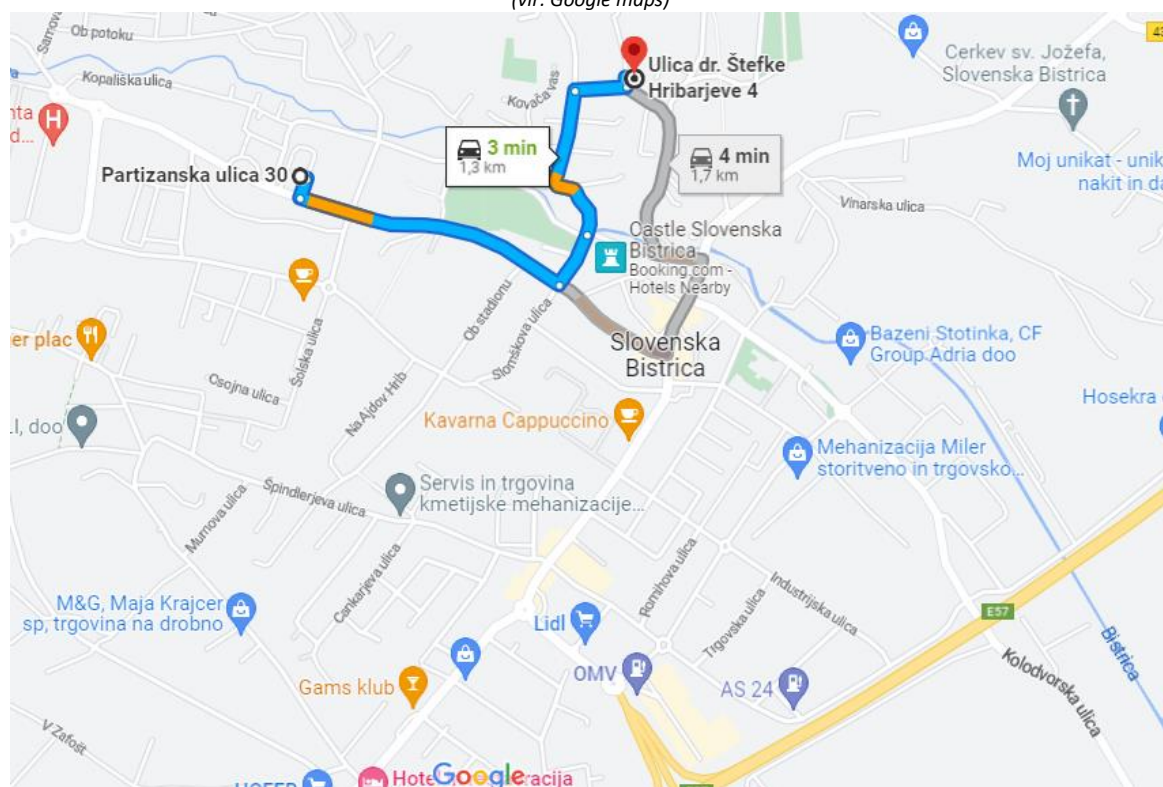 (vir: Google maps)
Ob potoku
Kopališka ulica
Kovača vas
Ulica dr. Štefke
Hribarjeve 4
Cerkev sv. Jožefa,
Slovenska Bistrica
3 min
1,3 km
4 min
1,7 km
Partizanska ulica 30
Moj unikat - unik
nakit in da
Vinarska ulica
Castle Slovenska
Bistrica
Booking.com -
Hotels Nearby
Ob stadionu
Slomškova ulica
Šolska ulica
er plac
Osojna ulica
Na Ajdov Hrib
Slovenska
Bistrica
Bazeni Stotinka, CF
Group Adria doo
Hosekra
Kavarna Cappuccino
I, doo
Mehanizacija Miler
storitveno in trgovsko...
Špindlerjeva ulica
Servis in trgovina
kmetijske mehanizacije...
Murnova ulica
Cankarjeva ulica
Romihova ulica
Trgovska ulica
Industrijska ulica
M&G, Maja Krajcer
sp, trgovina na drobno
Lidl
E57
Bistrica
Kolodvorska ulica
OMV
AS 24
Gams klub
V Zafošt
HOFER
Google